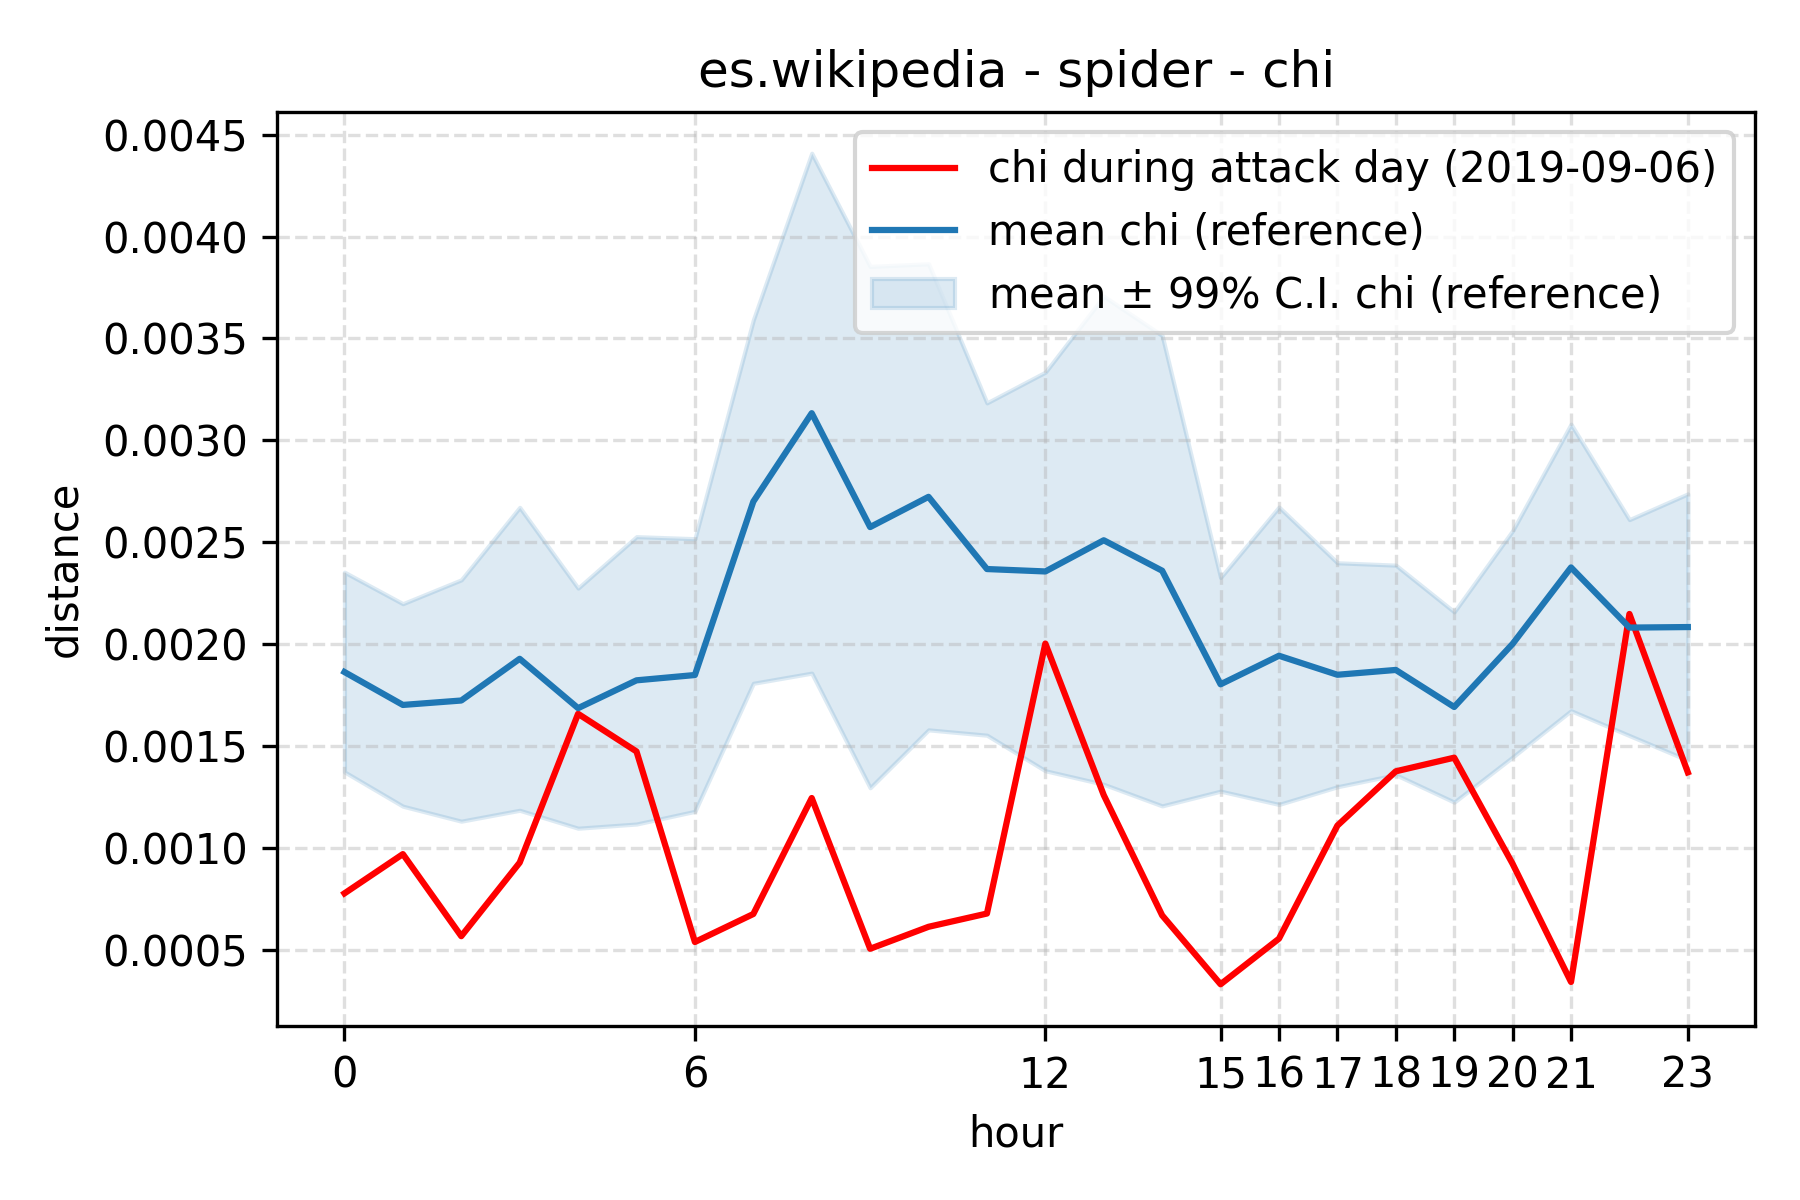 es.wikipedia - spider - chi
chi during attack day (2019-09-06)
mean chi (reference)
mean ± 99% C.I. chi (reference)
0.0045
0.0040
0.0035
0.0030
0.0025
0.0020
0.0015
0.0010
0.0005
distance
0 6 12 15 16 17 18 19 20 21 23
hour